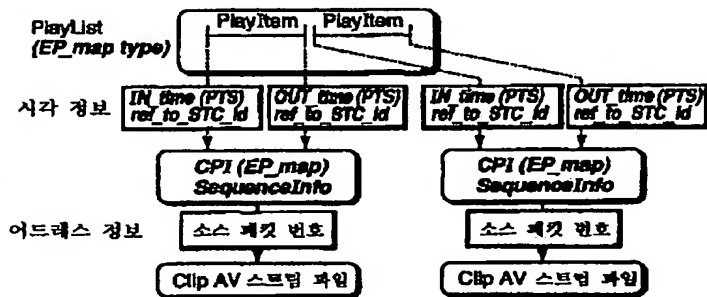 PlayList
(EP_map type)
PlayItem PlayItem
시각 정보
IN_time (PTS)
ref_to_STC_id
OUT_time (PTS)
ref_to_STC_id
IN_time (PTS)
ref_to_STC_id
OUT_time (PTS)
ref_to_STC_id
CPI (EP_map)
SequenceInfo
CPI (EP_map)
SequenceInfo
어드레스 정보
소스 패킷 번호
소스 패킷 번호
Clip AV 스트림 파일
Clip AV 스트림 파일